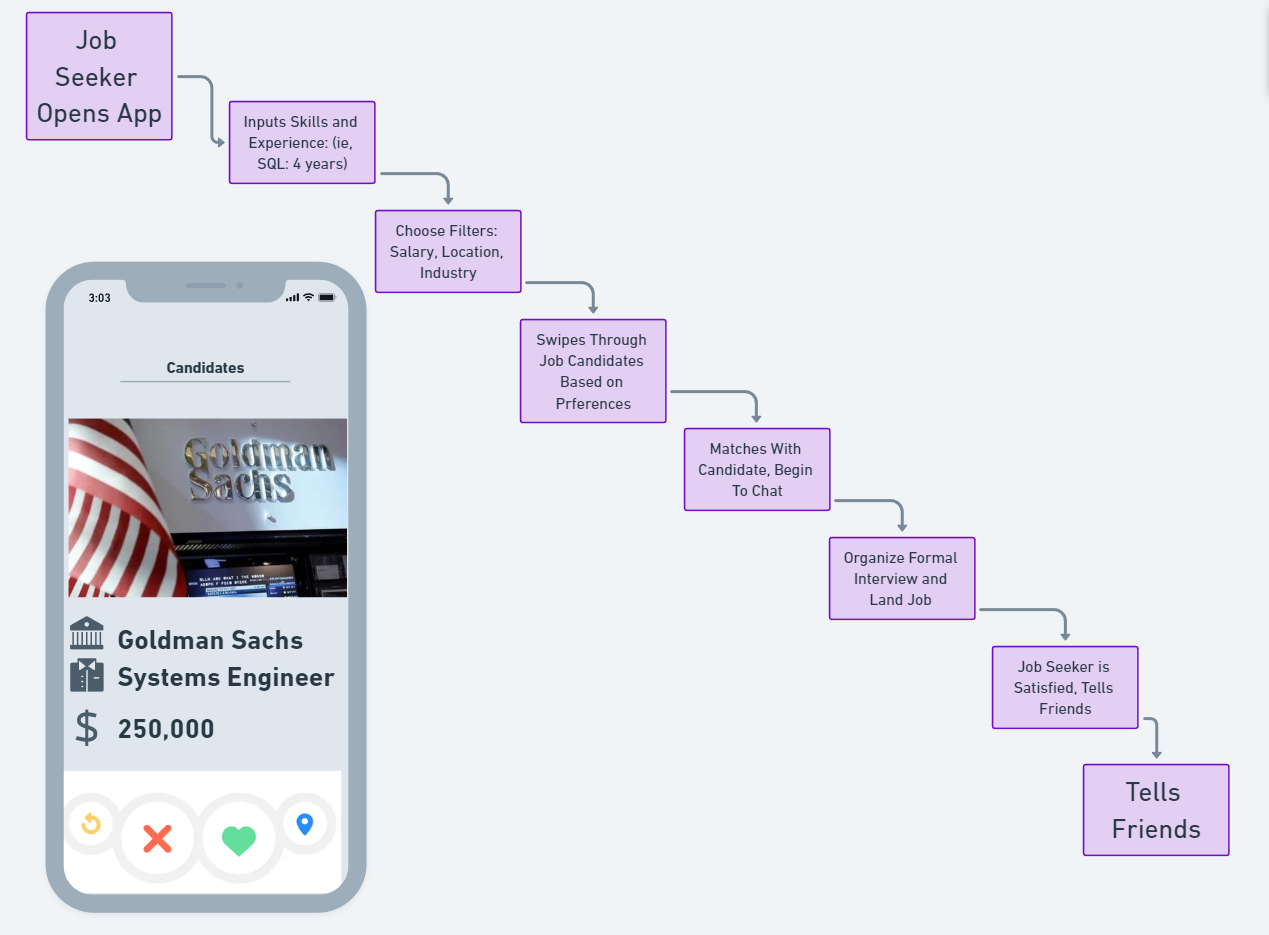 Job
Seeker
Opens App
Inputs Skills and
Experience: (ie,
SQL: 4 years)
Choose Filters:
Salary, Location,
Industry
Swipes Through
Job Candidates
Based on
Prferences
Matches With
Candidate, Begin
To Chat
Organize Formal
Interview and
Land Job
Job Seeker is
Satisfied, Tells
Friends
Tells
Friends
3:03
Candidates
Goldman
Sachs
Goldman Sachs
Systems Engineer
$ 250,000